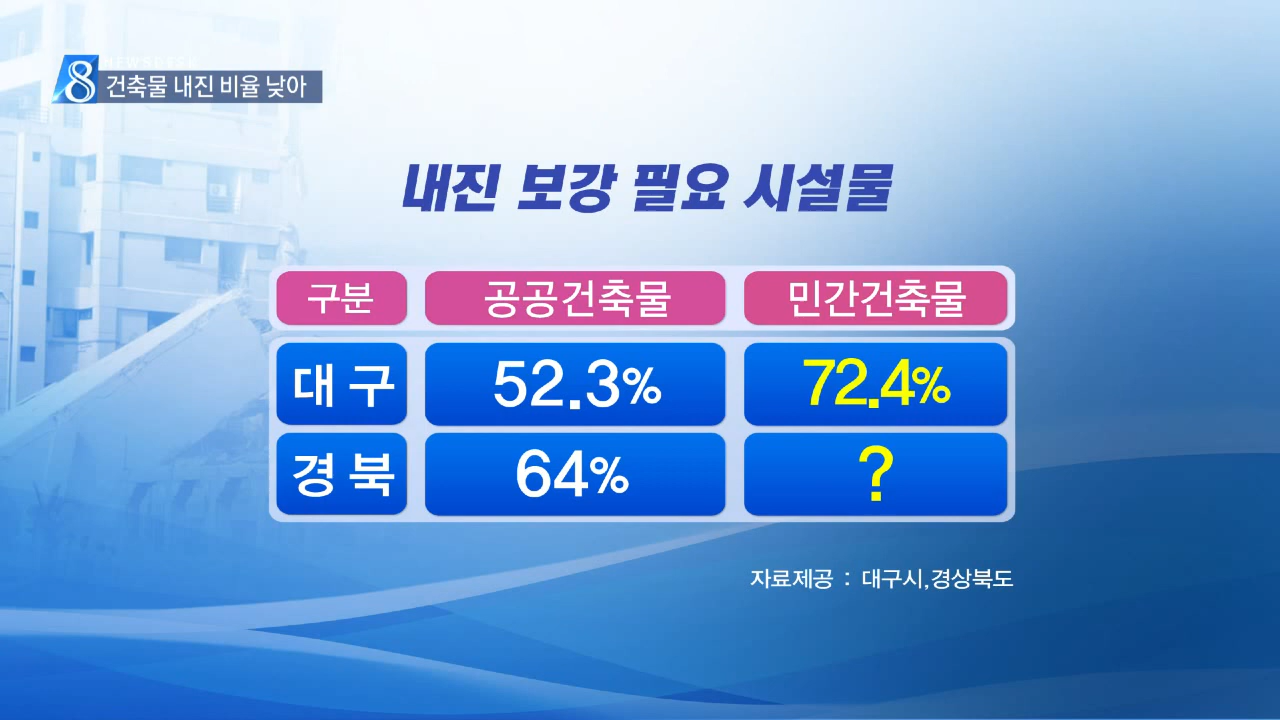 NEWSDESK
8 건축물 내진 비율 낮아
내진 보강 필요 시설물
구분 공공건축물 민간건축물
대구 52.3% 72.4%
경북 64% ?
자료제공 : 대구시,경상북도